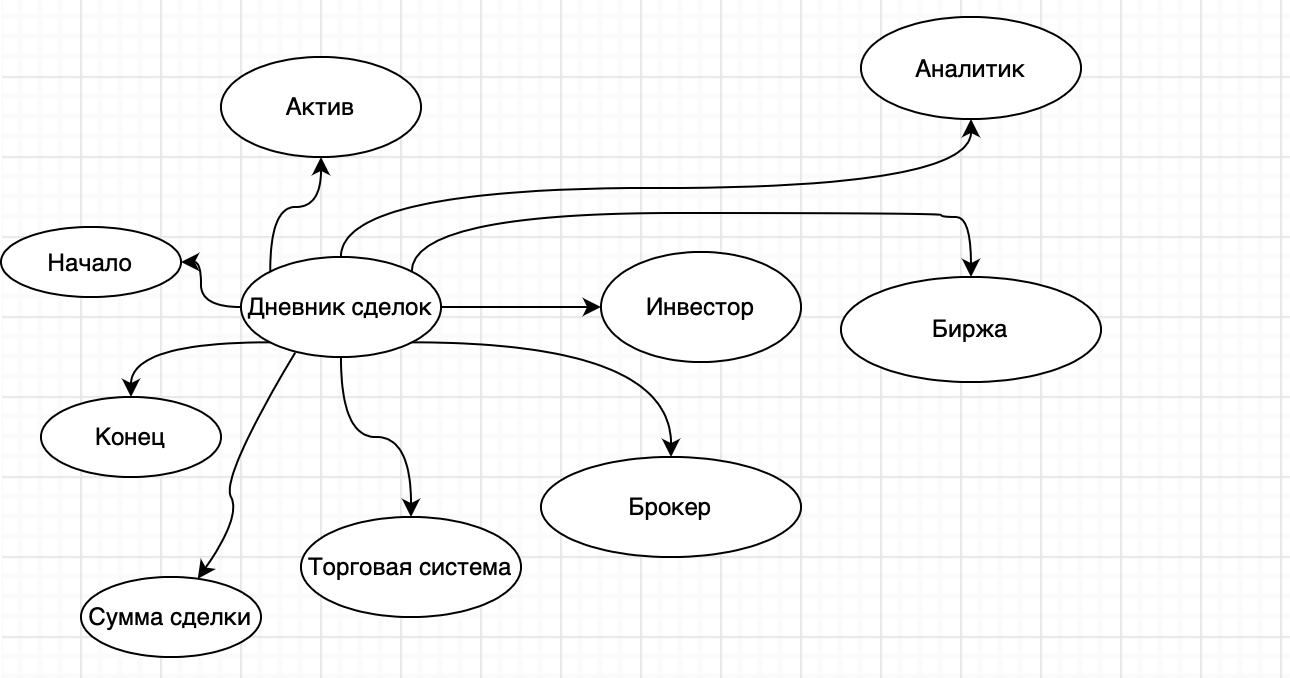 Аналитик
Актив
Начало
Дневник сделок
Инвестор
Биржа
Конец
Брокер
Торговая система
Сумма сделки